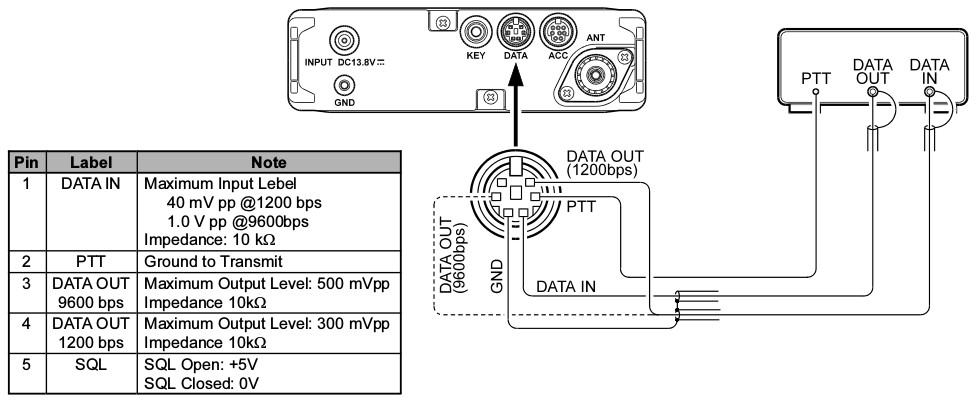 INPUT DC13.8V⎓
GND
KEY
DATA
ACC
ANT
PTT
DATA OUT
DATA IN
Pin Label Note
1 DATA IN Maximum Input Lebel
40 mV pp @1200 bps
1.0 V pp @9600bps
Impedance: 10 kΩ
2 PTT Ground to Transmit
3 DATA OUT Maximum Output Level: 500 mVpp
9600 bps Impedance 10kΩ
4 DATA OUT Maximum Output Level: 300 mVpp
1200 bps Impedance 10kΩ
5 SQL SQL Open: +5V
SQL Closed: 0V
DATA OUT
(1200bps)
PTT
DATA OUT
(9600bps)
GND
DATA IN